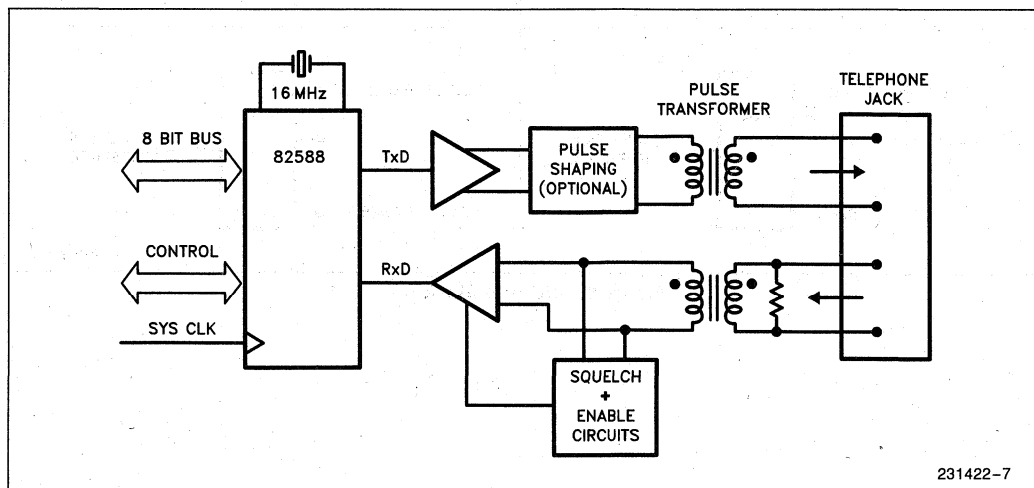 16 MHz
8 BIT BUS
82588
TxD
PULSE
SHAPING
(OPTIONAL)
PULSE
TRANSFORMER
TELEPHONE
JACK
CONTROL
RxD
SYS CLK
SQUELCH
+
ENABLE
CIRCUITS
231422-7